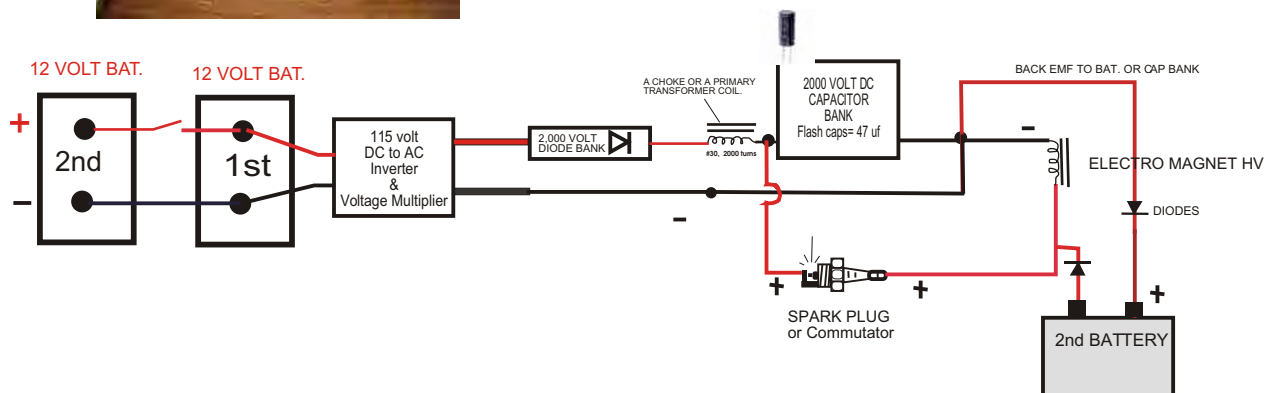 12 VOLT BAT.
12 VOLT BAT.
+
2nd
−
1st
115 volt
DC to AC
Inverter
&
Voltage Multiplier
2,000 VOLT
DIODE BANK
A CHOKE OR A PRIMARY
TRANSFORMER COIL.
#30, 2000 turns
2000 VOLT DC
CAPACITOR
BANK
Flash caps= 47 uf
BACK EMF TO BAT. OR CAP BANK
−
ELECTRO MAGNET HV
DIODES
−
+
+
SPARK PLUG
or Commutator
+
2nd BATTERY